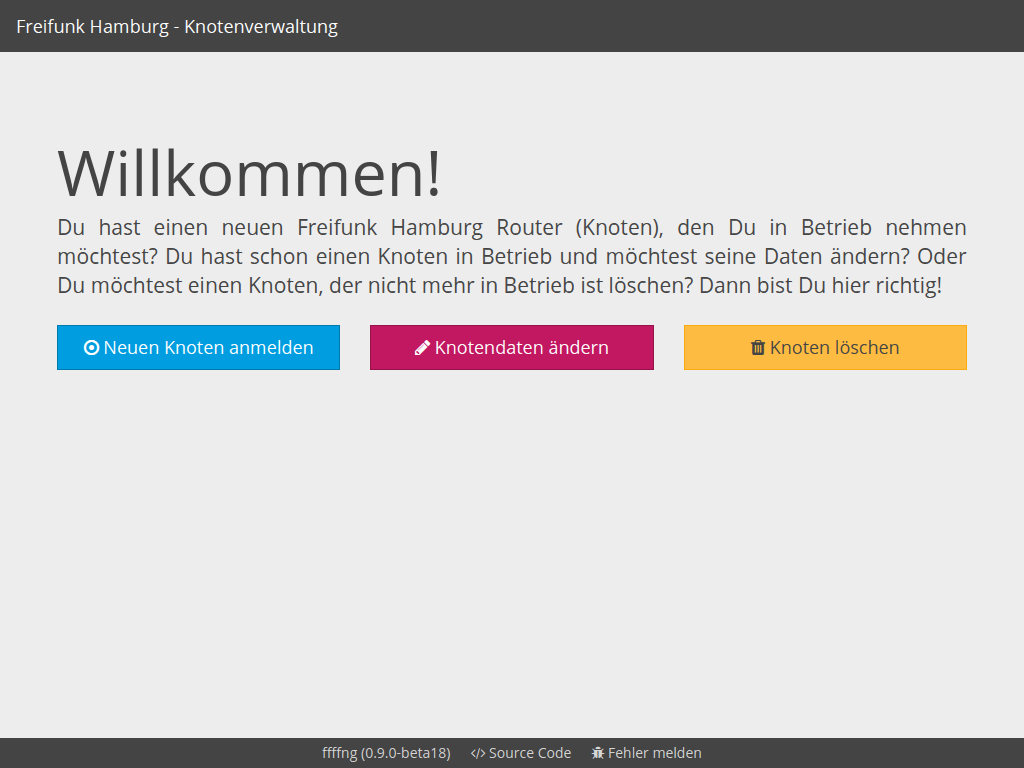 Freifunk Hamburg - Knotenverwaltung
Willkommen!
Du hast einen neuen Freifunk Hamburg Router (Knoten), den Du in Betrieb nehmen
möchtest? Du hast schon einen Knoten in Betrieb und möchtest seine Daten ändern? Oder
Du möchtest einen Knoten, der nicht mehr in Betrieb ist löschen? Dann bist Du hier richtig!
Neuen Knoten anmelden
Knotendaten ändern
Knoten löschen
ffffng (0.9.0-beta18) </> Source Code Fehler melden